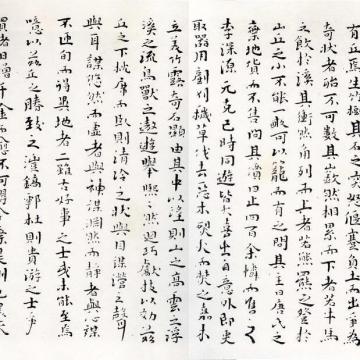 有焉生竹樹其石之突怒偃蹇負土而出爭為
奇狀者殆不可數其嶔然相累而下者若牛馬
之飲於溪其衝然角列而上者若熊羆之登於
山丘之小不能畝可以籠而有之問其主曰唐氏之
棄地貨而不售問其價曰止四百余憐而售之
李深源元克己時同遊皆大喜出自意外即更
取器用剷刈穢草伐去惡木烈火而焚之嘉木
立美竹露奇石顯由其中以望則山之高雲浮
溪之流鳥獸之遨遊舉熙熙然迴巧獻技以效茲
丘之下枕席而臥則清泠之狀與目謀瀯瀯之聲
與耳謀悠然而虛者與神謀淵然而靜者與心謀
不匝旬而得異地者二雖古好事之士或未能至焉
噫以茲丘之勝致之灃鎬鄠杜則貴游之士爭
買者日增千金而愈不可得今棄是州也農夫